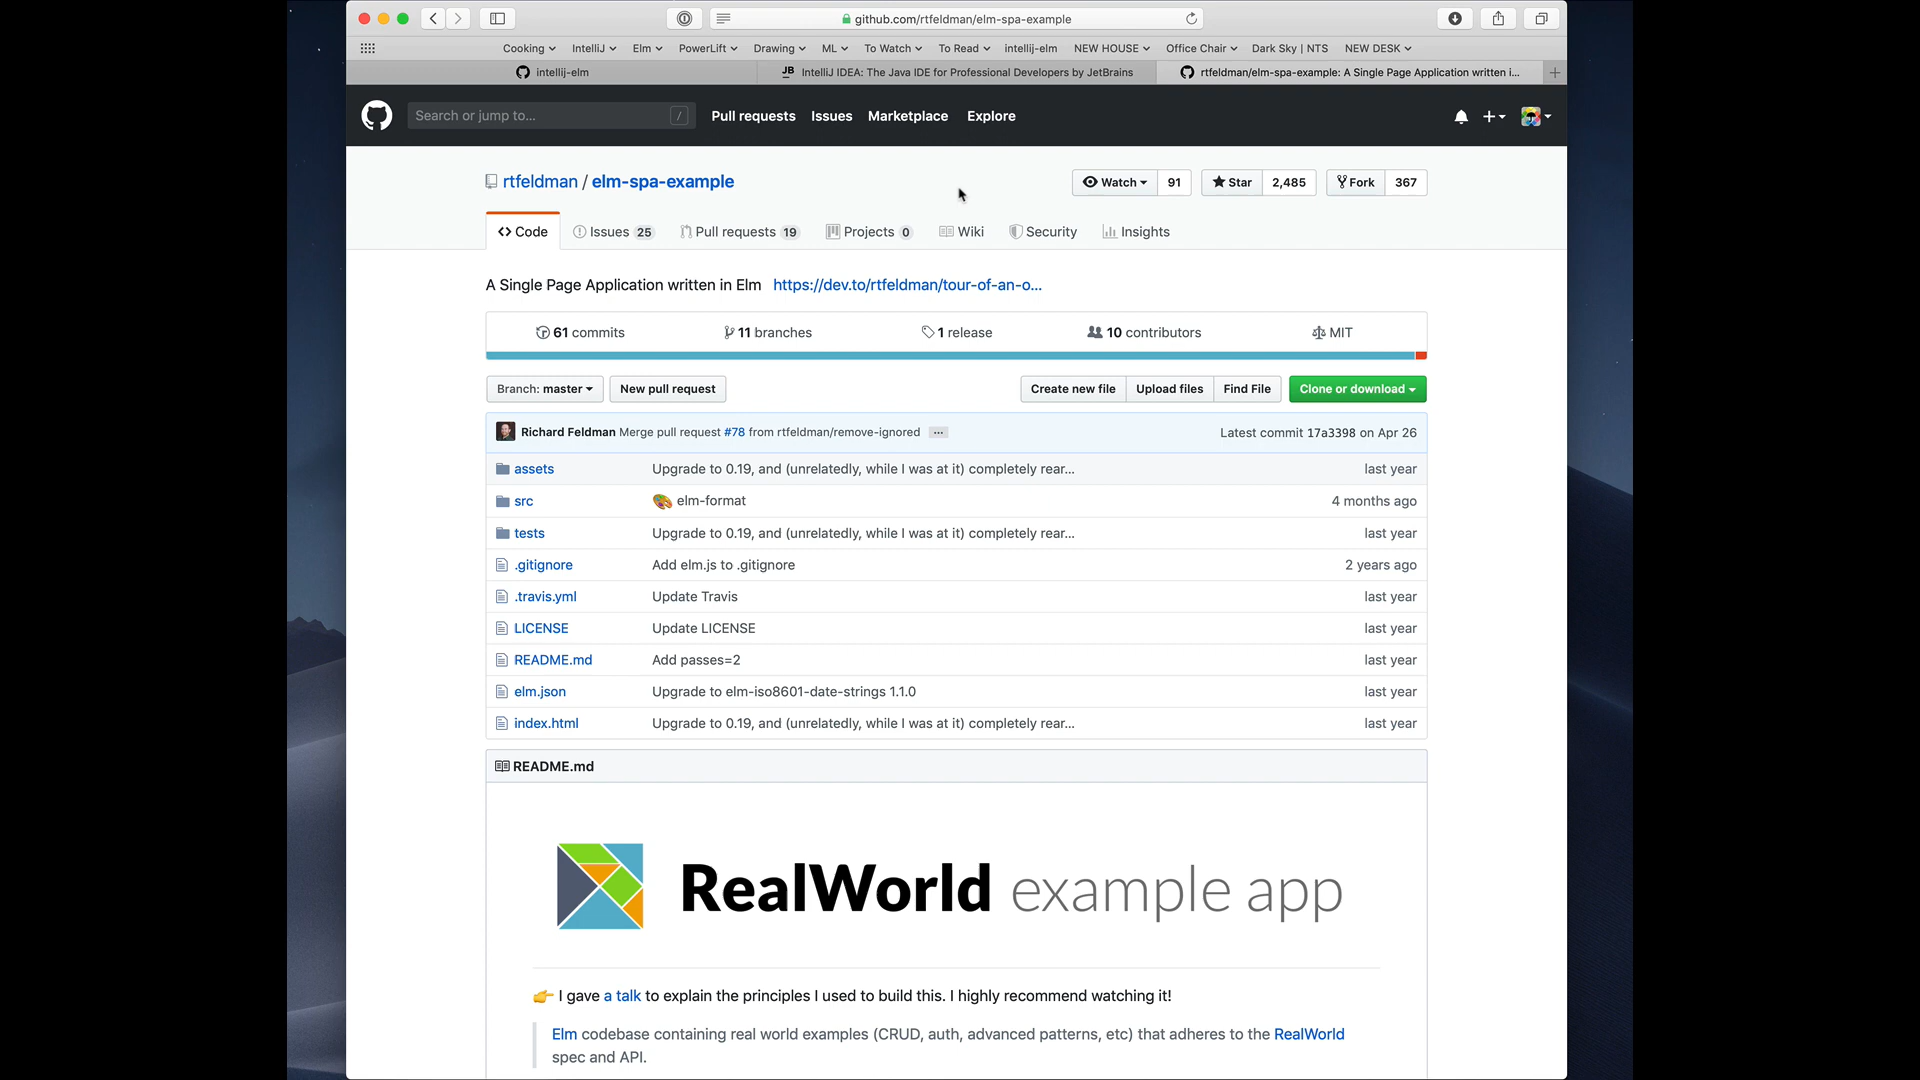 github.com/rtfeldman/elm-spa-example
Cooking IntelliJ Elm PowerLift Drawing ML To Watch To Read intellij-elm NEW HOUSE Office Chair Dark Sky | NTS NEW DESK
intellij-elm JB IntelliJ IDEA: The Java IDE for Professional Developers by JetBrains rtfeldman/elm-spa-example: A Single Page Application written i...
Search or jump to... / Pull requests Issues Marketplace Explore
rtfeldman / elm-spa-example Watch 91 Star 2,485 Fork 367
Code Issues 25 Pull requests 19 Projects 0 Wiki Security Insights
A Single Page Application written in Elm https://dev.to/rtfeldman/tour-of-an-o...
61 commits 11 branches 1 release 10 contributors MIT
Branch: master New pull request Create new file Upload files Find File Clone or download
Richard Feldman Merge pull request #78 from rtfeldman/remove-ignored ... Latest commit 17a3398 on Apr 26
assets Upgrade to 0.19, and (unrelatedly, while I was at it) completely rear... last year
src 🎨 elm-format 4 months ago
tests Upgrade to 0.19, and (unrelatedly, while I was at it) completely rear... last year
.gitignore Add elm.js to .gitignore 2 years ago
.travis.yml Update Travis last year
LICENSE Update LICENSE last year
README.md Add passes=2 last year
elm.json Upgrade to elm-iso8601-date-strings 1.1.0 last year
index.html Upgrade to 0.19, and (unrelatedly, while I was at it) completely rear... last year
README.md
RealWorld example app
👉 I gave a talk to explain the principles I used to build this. I highly recommend watching it!
Elm codebase containing real world examples (CRUD, auth, advanced patterns, etc) that adheres to the RealWorld
spec and API.